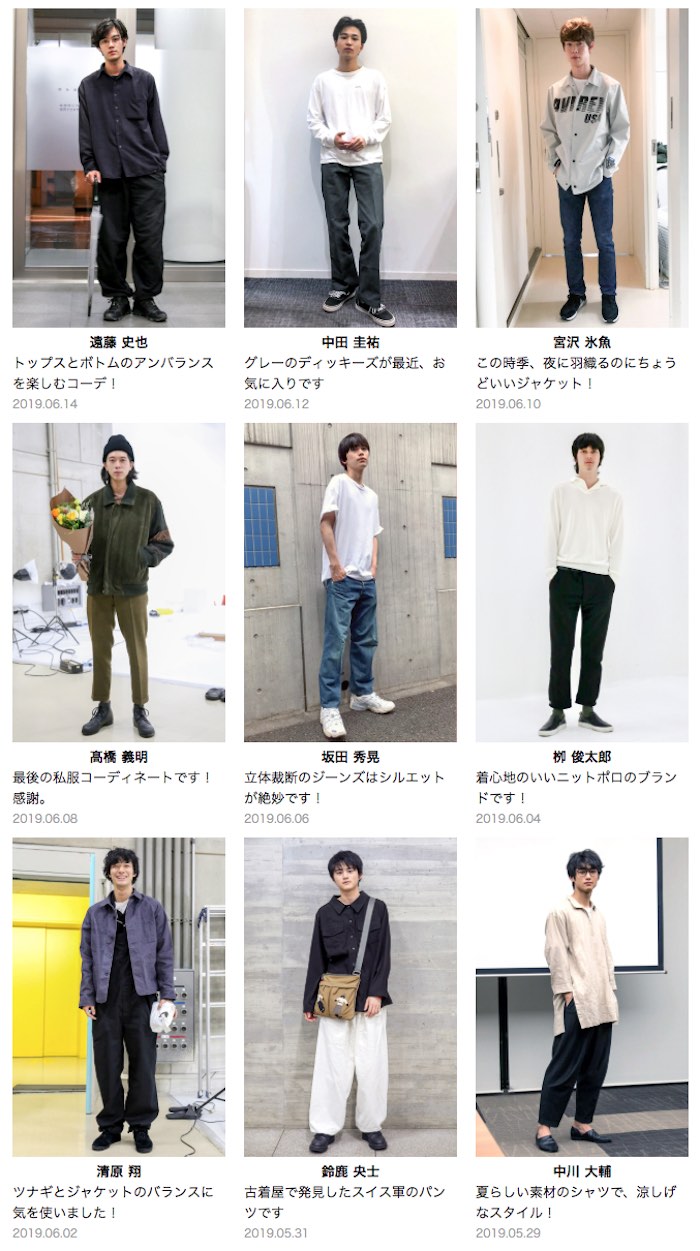 遠藤 史也
トップスとボトムのアンバランス
を楽しむコーデ！
2019.06.14
中田 圭祐
グレーのディッキーズが最近、お
気に入りです
2019.06.12
宮沢 氷魚
この時季、夜に羽織るのにちょう
どいいジャケット！
2019.06.10
髙橋 義明
最後の私服コーディネートです！
感謝。
2019.06.08
坂田 秀晃
立体裁断のジーンズはシルエット
が絶妙です！
2019.06.06
栁 俊太郎
着心地のいいニットポロのブラン
ドです！
2019.06.04
清原 翔
ツナギとジャケットのバランスに
気を使いました！
2019.06.02
鈴鹿 央士
古着屋で発見したスイス軍のパン
ツです
2019.05.31
中川 大輔
夏らしい素材のシャツで、涼しげ
なスタイル！
2019.05.29